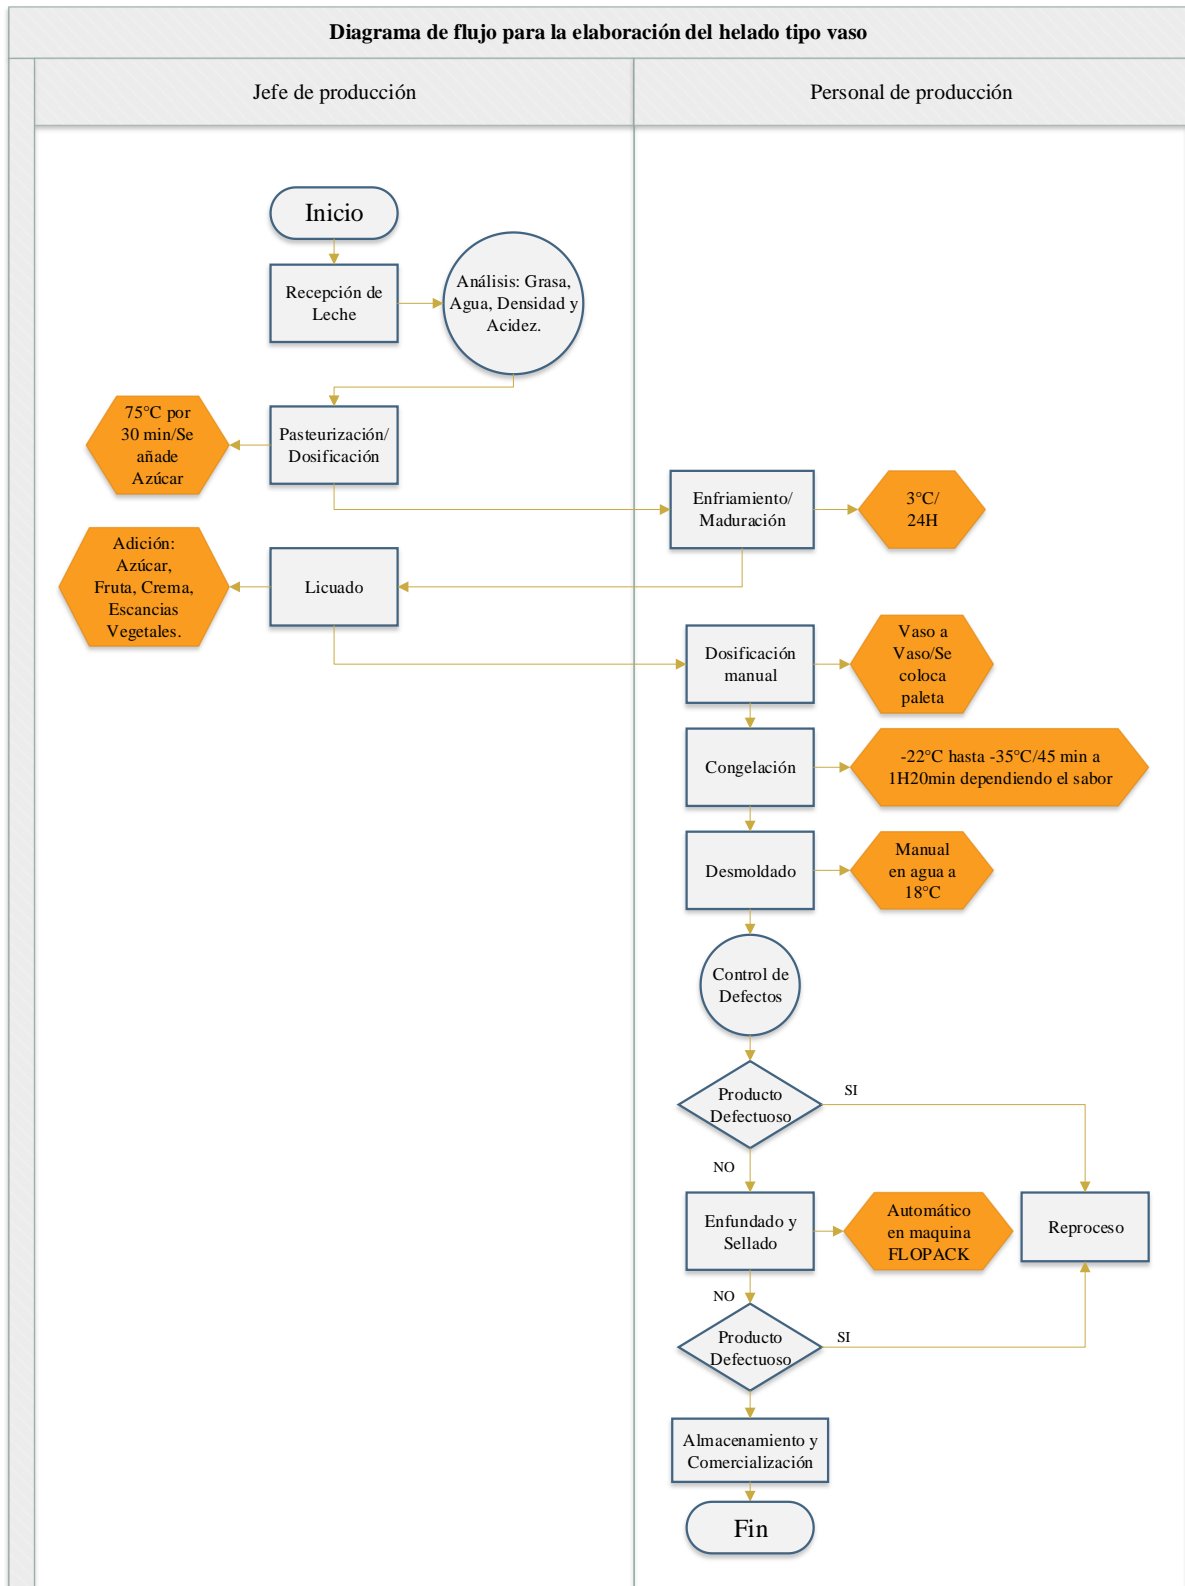 Diagrama de flujo para la elaboración del helado tipo vaso
Jefe de producción
Personal de producción
Inicio
Recepción de
Leche
Análisis: Grasa,
Agua, Densidad y
Acidez.
75°C por
30 min/Se
añade
Azúcar
Pasteurización/
Dosificación
Enfriamiento/
Maduración
3°C/
24H
Adición:
Azúcar,
Fruta, Crema,
Escancias
Vegetales.
Licuado
Dosificación
manual
Vaso a
Vaso/Se
coloca
paleta
Congelación
-22°C hasta -35°C/45 min a
1H20min dependiendo el sabor
Desmoldado
Manual
en agua a
18°C
Control de
Defectos
Producto
Defectuoso
SI
NO
Enfundado y
Sellado
Automático
en maquina
FLOPACK
Reproceso
NO
Producto
Defectuoso
SI
Almacenamiento y
Comercialización
Fin